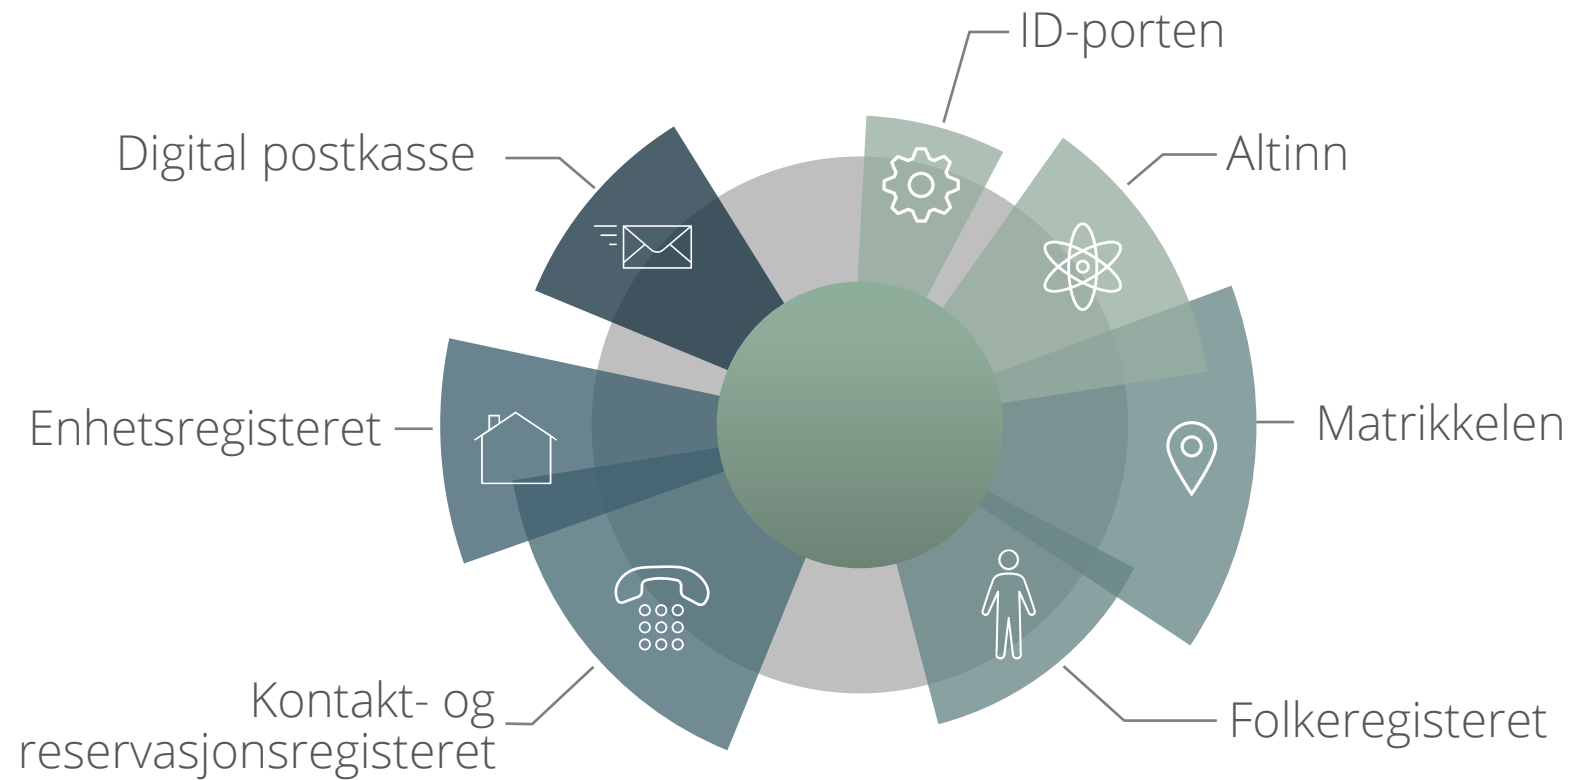 ID-porten
Altinn
Digital postkasse
Matrikkelen
Enhetsregisteret
Kontakt- og
reservasjonsregisteret
Folkeregisteret